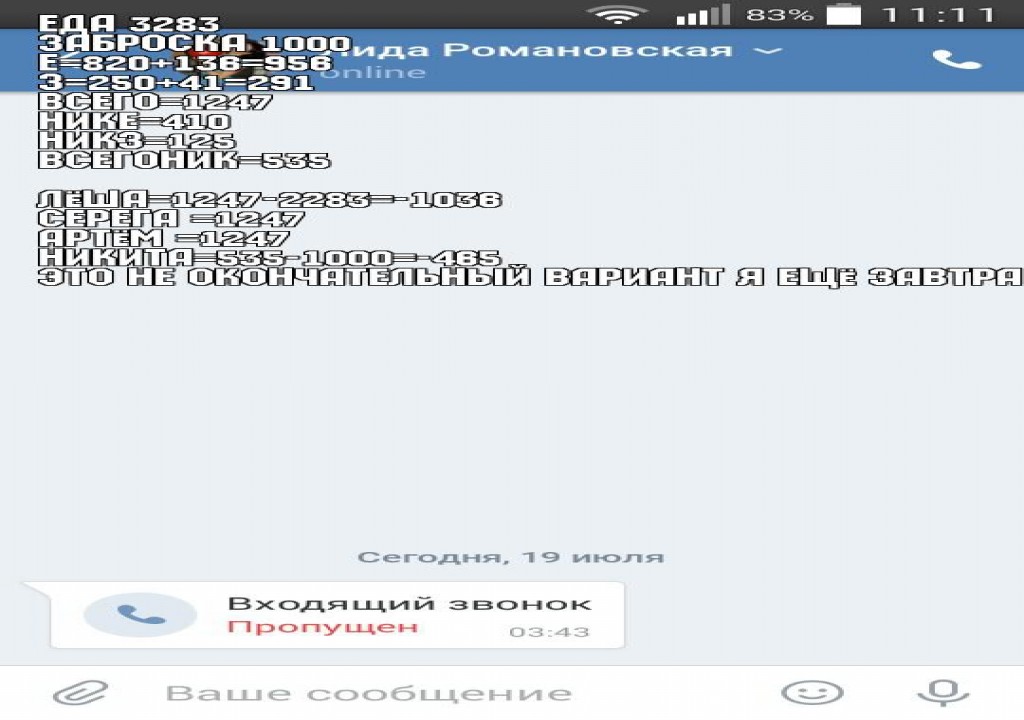 83% 11:11
ЕДА 3283
ЗАБРОСКА 1000
Романовская
Е=820+136=956
online
З=250+41=291
ВСЕГО=1247
НИКЕ=410
НИКЗ=125
ВСЕГОНИК=535
ЛЁША=1247-2283=-1036
СЕРЕГА =1247
АРТЁМ =1247
НИКИТА=535-1000=-465
ЭТО НЕ ОКОНЧАТЕЛЬНЫЙ ВАРИАНТ Я ЕЩЁ ЗАВТРА
Сегодня, 19 июля
Входящий звонок
Пропущен 03:43
Ваше сообщение